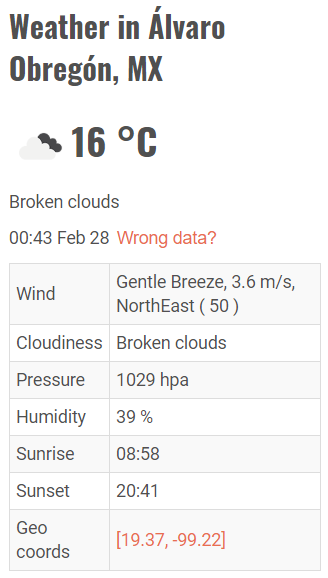 Weather in Álvaro
Obregón, MX
16 °C
Broken clouds
00:43 Feb 28 Wrong data?
Wind
Gentle Breeze, 3.6 m/s,
NorthEast ( 50 )
Cloudiness Broken clouds
Pressure 1029 hpa
Humidity 39 %
Sunrise 08:58
Sunset 20:41
Geo
coords
[19.37, -99.22]